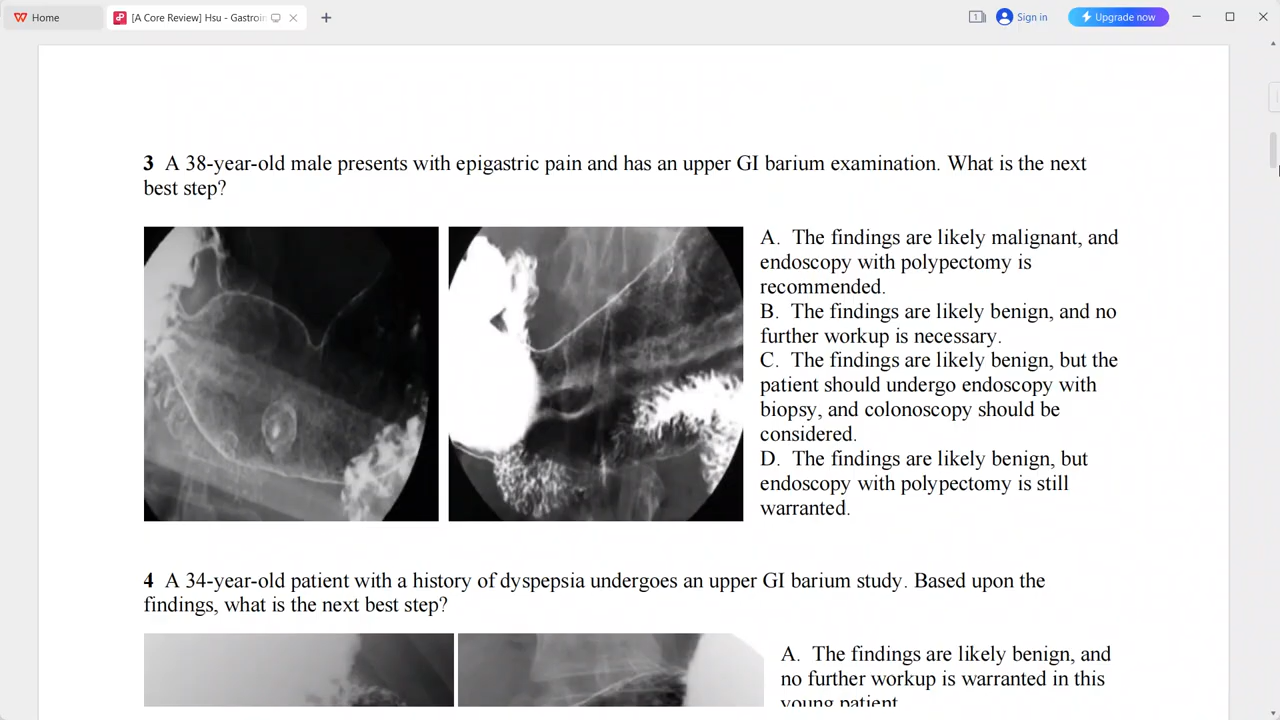 Home
[A Core Review] Hsu - Gastroin
1
Sign in
Upgrade now
3 A 38-year-old male presents with epigastric pain and has an upper GI barium examination. What is the next
best step?
A. The findings are likely malignant, and
endoscopy with polypectomy is
recommended.
B. The findings are likely benign, and no
further workup is necessary.
C. The findings are likely benign, but the
patient should undergo endoscopy with
biopsy, and colonoscopy should be
considered.
D. The findings are likely benign, but
endoscopy with polypectomy is still
warranted.
4 A 34-year-old patient with a history of dyspepsia undergoes an upper GI barium study. Based upon the
findings, what is the next best step?
A. The findings are likely benign, and
no further workup is warranted in this
young patient